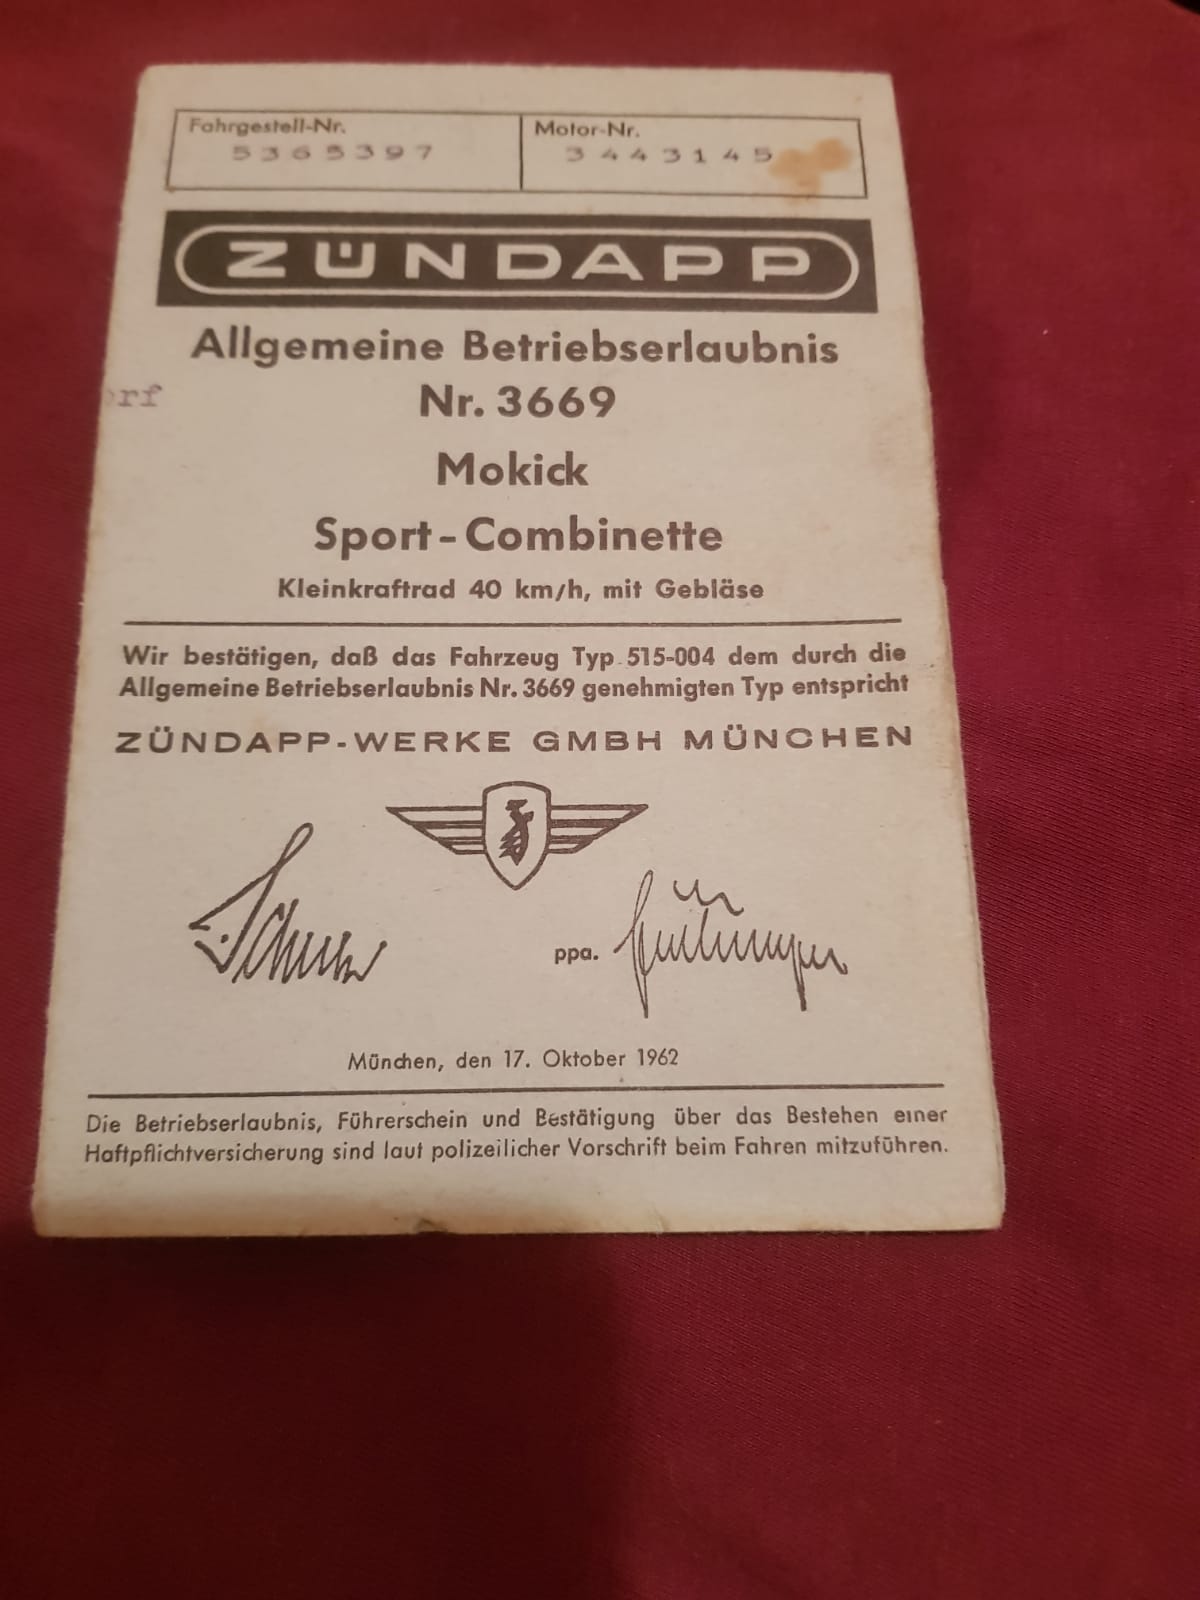 Fahrgestell-Nr.
5365397
Motor-Nr.
3443145
ZÜNDAPP
Allgemeine Betriebserlaubnis
Nr. 3669
rf
Mokick
Sport-Combinette
Kleinkraftrad 40 km/h, mit Gebläse
Wir bestätigen, daß das Fahrzeug Typ 515-004 dem durch die
Allgemeine Betriebserlaubnis Nr. 3669 genehmigten Typ entspricht
ZÜNDAPP-WERKE GMBH MÜNCHEN
ppa.
München, den 17. Oktober 1962
Die Betriebserlaubnis, Führerschein und Bestätigung über das Bestehen einer
Haftpflichtversicherung sind laut polizeilicher Vorschrift beim Fahren mitzuführen.